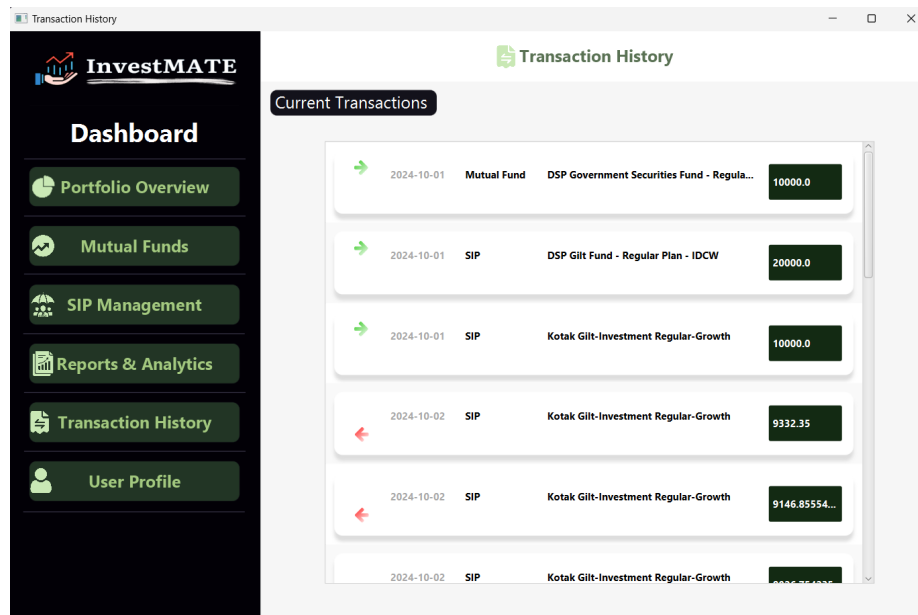 Transaction History
InvestMATE
Transaction History
Current Transactions
Dashboard
Portfolio Overview
Mutual Funds
SIP Management
Reports & Analytics
Transaction History
User Profile
2024-10-01 Mutual Fund DSP Government Securities Fund - Regula... 10000.0
2024-10-01 SIP DSP Gilt Fund - Regular Plan - IDCW 20000.0
2024-10-01 SIP Kotak Gilt-Investment Regular-Growth 10000.0
2024-10-02 SIP Kotak Gilt-Investment Regular-Growth 9332.35
2024-10-02 SIP Kotak Gilt-Investment Regular-Growth 9146.85554...
2024-10-02 SIP Kotak Gilt-Investment Regular-Growth